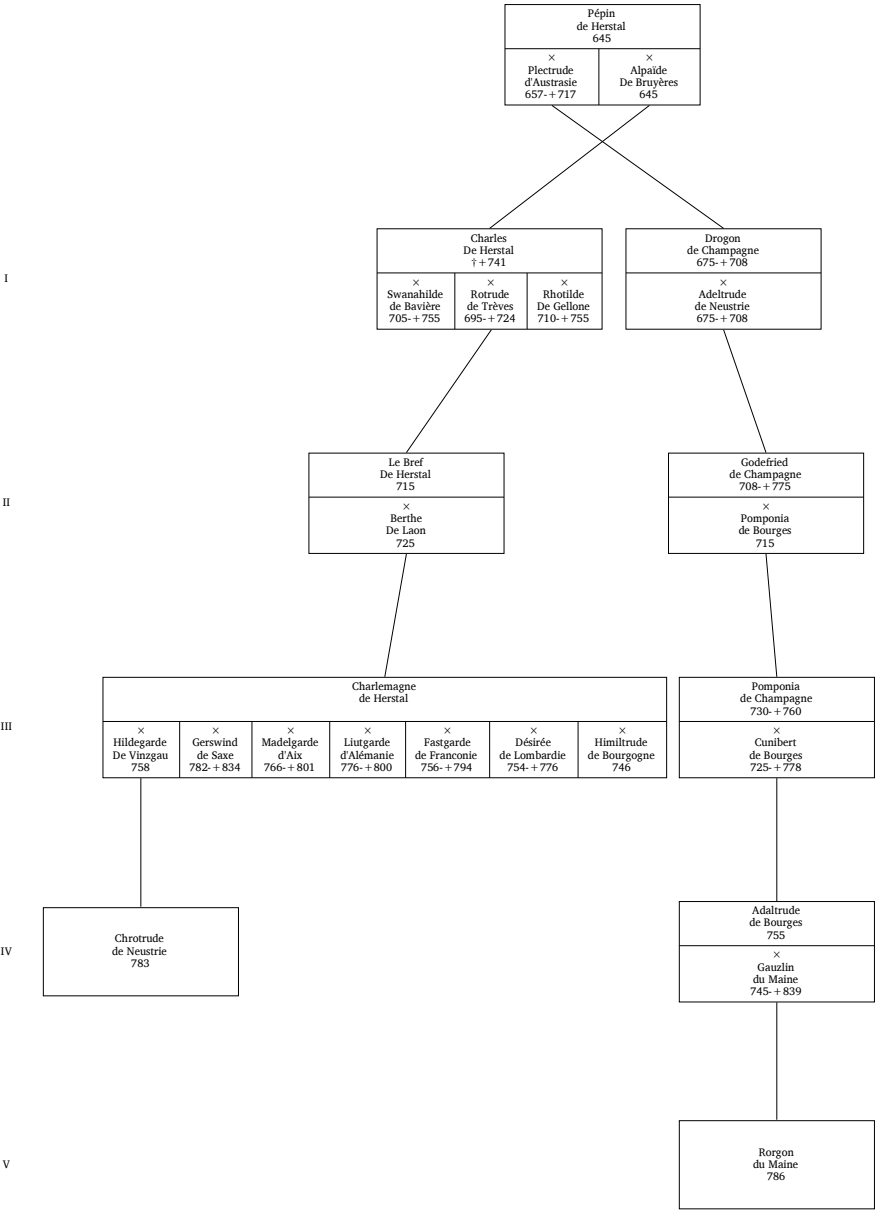 Pépin
de Herstal
645
×
Plectrude
d'Austrasie
657-+717
×
Alpaïde
De Bruyères
645
I
Charles
De Herstal
†+741
×
Swanahilde
de Bavière
705-+755
×
Rotrude
de Trèves
695-+724
×
Rhotilde
De Gellone
710-+755
Drogon
de Champagne
675-+708
×
Adeltrude
de Neustrie
675-+708
II
Le Bref
De Herstal
715
×
Berthe
De Laon
725
Godefried
de Champagne
708-+775
×
Pomponia
de Bourges
715
III
Charlemagne
de Herstal
×
Hildegarde
De Vinzgau
758
×
Gerswind
de Saxe
782-+834
×
Madelgarde
d'Aix
766-+801
×
Liutgarde
d'Alémanie
776-+800
×
Fastgarde
de Franconie
756-+794
×
Désirée
de Lombardie
754-+776
×
Himiltrude
de Bourgogne
746
Pomponia
de Champagne
730-+760
×
Cunibert
de Bourges
725-+778
IV
Chrotrude
de Neustrie
783
Adaltrude
de Bourges
755
×
Gauzlin
du Maine
745-+839
V
Rorgon
du Maine
786